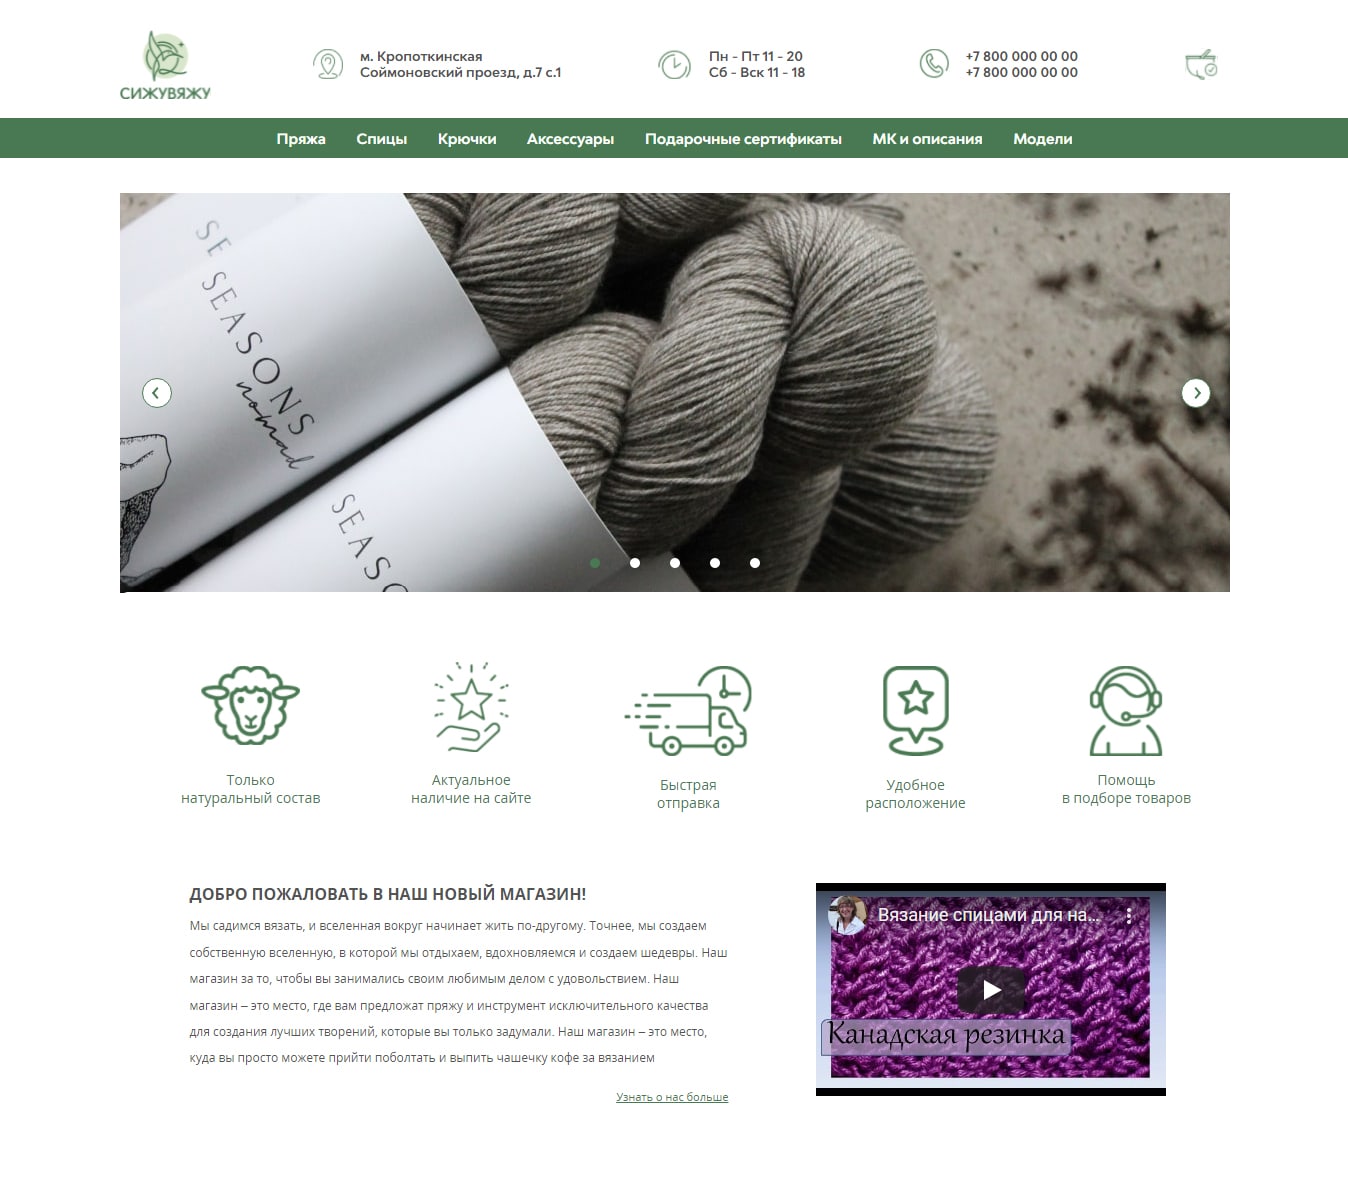 СИЖУВЯЖУ
м. Кропоткинская
Соймоновский проезд, д.7 с.1
Пн - Пт 11 - 20
Сб - Вск 11 - 18
+7 800 000 00 00
+7 800 000 00 00
Пряжа Спицы Крючки Аксессуары Подарочные сертификаты МК и описания Модели
SE
SEASONS
nomad
SEASO
Только
натуральный состав
Актуальное
наличие на сайте
Быстрая
отправка
Удобное
расположение
Помощь
в подборе товаров
ДОБРО ПОЖАЛОВАТЬ В НАШ НОВЫЙ МАГАЗИН!
Мы садимся вязать, и вселенная вокруг начинает жить по-другому. Точнее, мы создаем
собственную вселенную, в которой мы отдыхаем, вдохновляемся и создаем шедевры. Наш
магазин за то, чтобы вы занимались своим любимым делом с удовольствием. Наш
магазин – это место, где вам предложат пряжу и инструмент исключительного качества
для создания лучших творений, которые вы только задумали. Наш магазин – это место,
куда вы просто можете прийти поболтать и выпить чашечку кофе за вязанием
Узнать о нас больше
Вязание спицами для на...
Канадская резинка